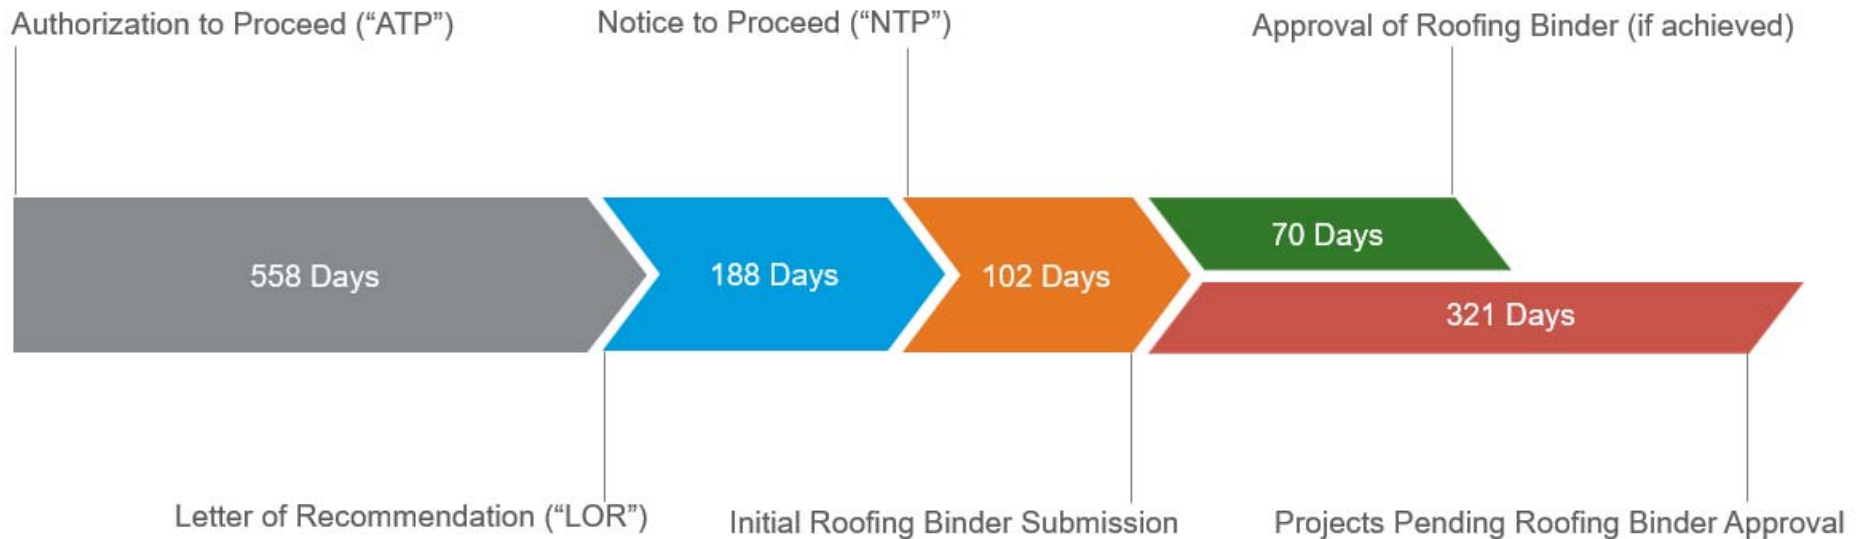 Authorization to Proceed (“ATP”)
Notice to Proceed (“NTP”)
Approval of Roofing Binder (if achieved)
558 Days
188 Days
102 Days
70 Days
321 Days
Letter of Recommendation (“LOR”)
Initial Roofing Binder Submission
Projects Pending Roofing Binder Approval